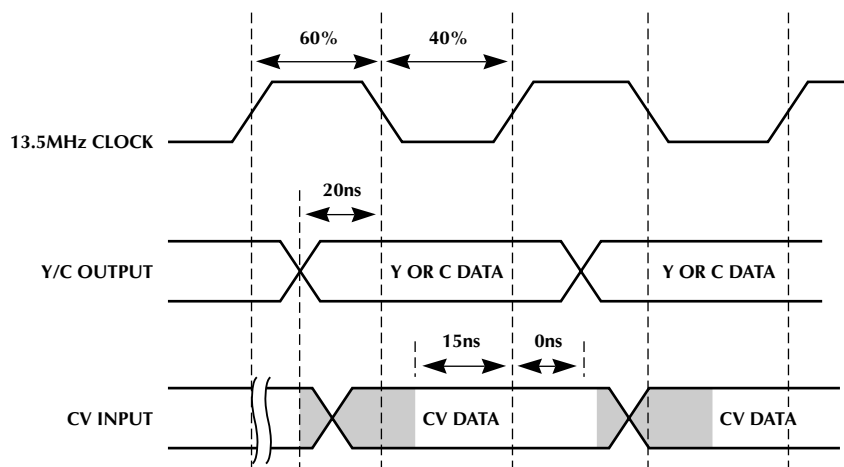 60%
40%
13.5MHz CLOCK
20ns
Y/C OUTPUT
Y OR C DATA
Y OR C DATA
15ns
0ns
CV INPUT
CV DATA
CV DATA